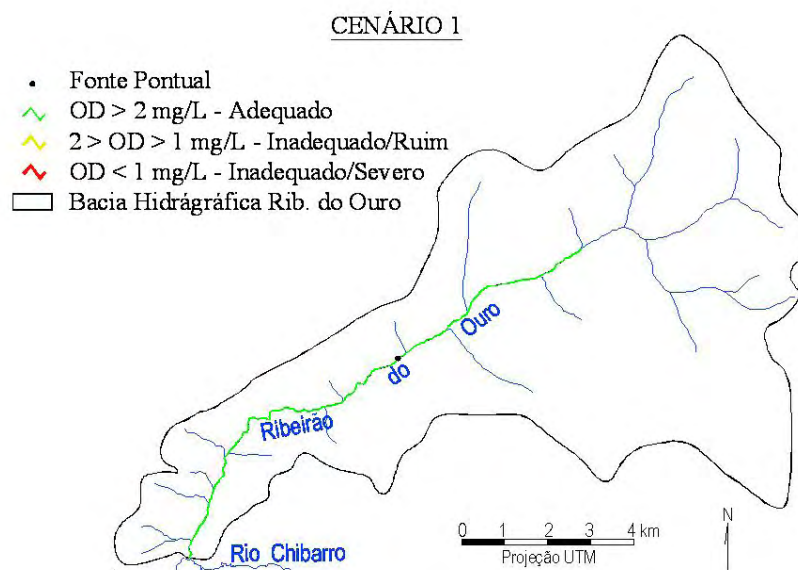 CENÁRIO 1
Fonte Pontual
OD > 2 mg/L - Adequado
2 > OD > 1 mg/L - Inadequado/Ruim
OD < 1 mg/L - Inadequado/Severo
Bacia Hidrágráfica Rib. do Ouro
Ribeirão do Ouro
Rio Chibarro
0 1 2 3 4 km
Projeção UTM
N